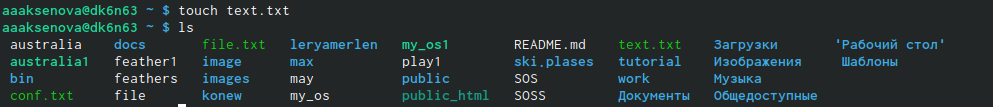 aaaksenova@dk6n63 ~ $ touch text.txt
aaaksenova@dk6n63 ~ $ ls
australia docs file.txt leryamerlen my_os1 README.md text.txt Загрузки 'Рабочий стол'
australia1 feather1 image max play1 ski.plases tutorial Изображения Шаблоны
bin feathers images may public SOS work Музыка
conf.txt file konew my_os public_html SOSS Документы Общедоступные